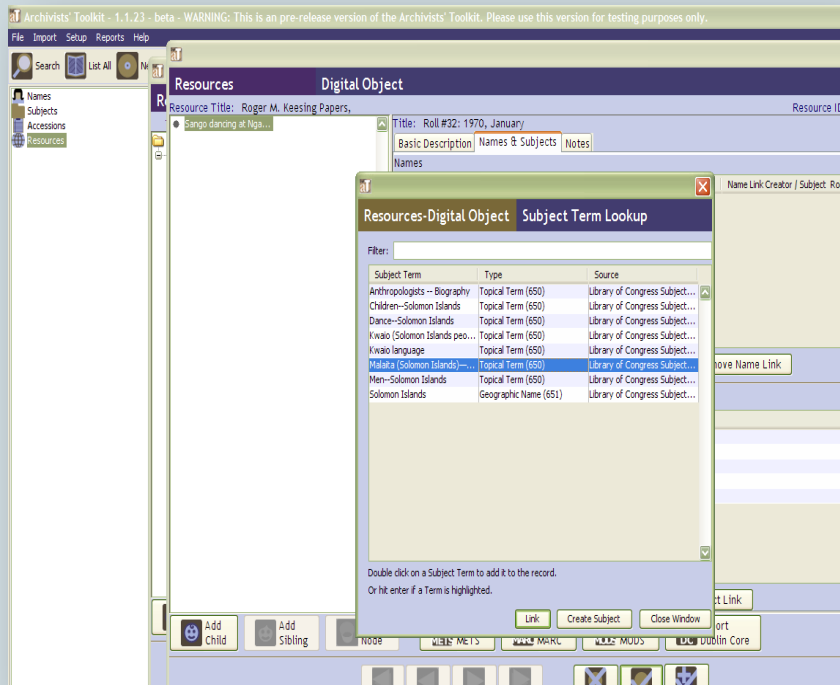 Archivists' Toolkit - 1.1.23 - beta - WARNING: This is an pre-release version of the Archivists' Toolkit. Please use this version for testing purposes only.
File Import Setup Reports Help
Search List All
Names
Subjects
Accessions
Resources
Resources Digital Object
Resource Title: Roger M. Keesing Papers, Resource
Sango dancing at Nga...
Title: Roll #32: 1970, January
Basic Description Names & Subjects Notes
Names
Name Link Creator / Subject
Resources-Digital Object Subject Term Lookup
Filter:
Subject Term Type Source
Anthropologists -- Biography Topical Term (650) Library of Congress Subject...
Children--Solomon Islands Topical Term (650) Library of Congress Subject...
Dance--Solomon Islands Topical Term (650) Library of Congress Subject...
Kwaio (Solomon Islands peo... Topical Term (650) Library of Congress Subject...
Kwaio language Topical Term (650) Library of Congress Subject...
Malaita (Solomon Islands)--... Topical Term (650) Library of Congress Subject...
Men--Solomon Islands Topical Term (650) Library of Congress Subject...
Solomon Islands Geographic Name (651) Library of Congress Subject...
Name Link
Double click on a Subject Term to add it to the record.
Or hit enter if a Term is highlighted.
Link Create Subject Close Window
Link
Add Child
Add Sibling
Node
METS
MARC
MODS
DC Dublin Core